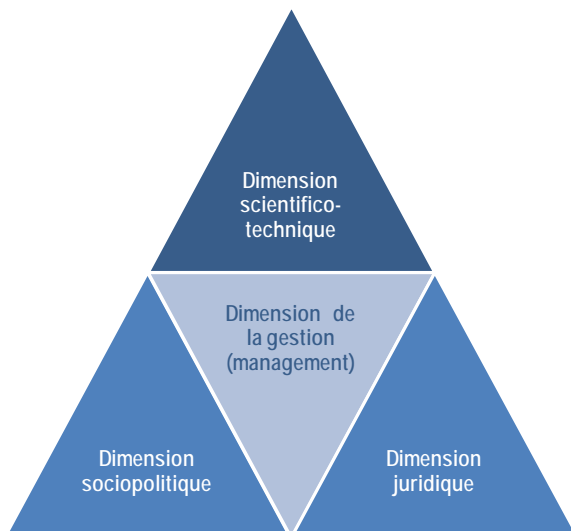 Dimension
scientifico-
technique
Dimension de
la gestion
(management)
Dimension
sociopolitique
Dimension
juridique